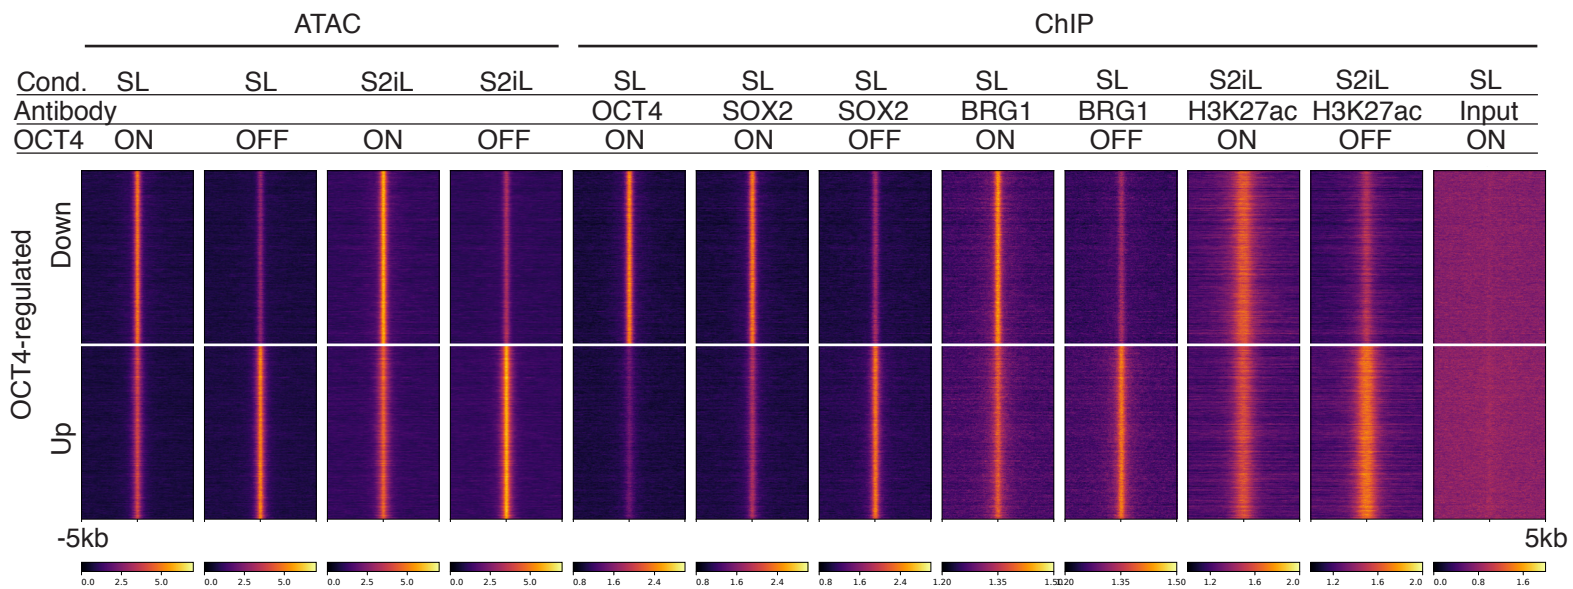 ATAC ChIP
Cond. SL SL S2iL S2iL SL SL SL SL SL S2iL S2iL SL
Antibody OCT4 SOX2 SOX2 BRG1 BRG1 H3K27ac H3K27ac Input
OCT4 ON OFF ON OFF ON ON OFF ON OFF ON OFF ON
OCT4-regulated
Down
Up
-5kb 5kb
0.0 2.5 5.0 0.0 2.5 5.0 0.0 2.5 5.0 0.0 2.5 5.0 0.8 1.6 2.4 0.8 1.6 2.4 0.8 1.6 2.4 1.20 1.35 1.50 1.20 1.35 1.50 1.2 1.6 2.0 1.2 1.6 2.0 0.0 0.8 1.6